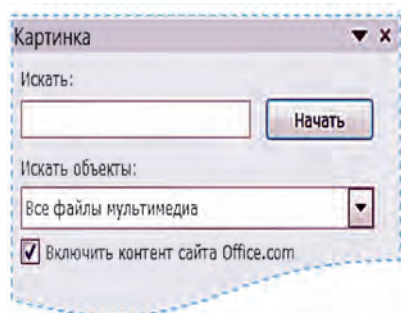 Картинка
Искать:
Начать
Искать объекты:
Все файлы мультимедиа
Включить контент сайта Office.com